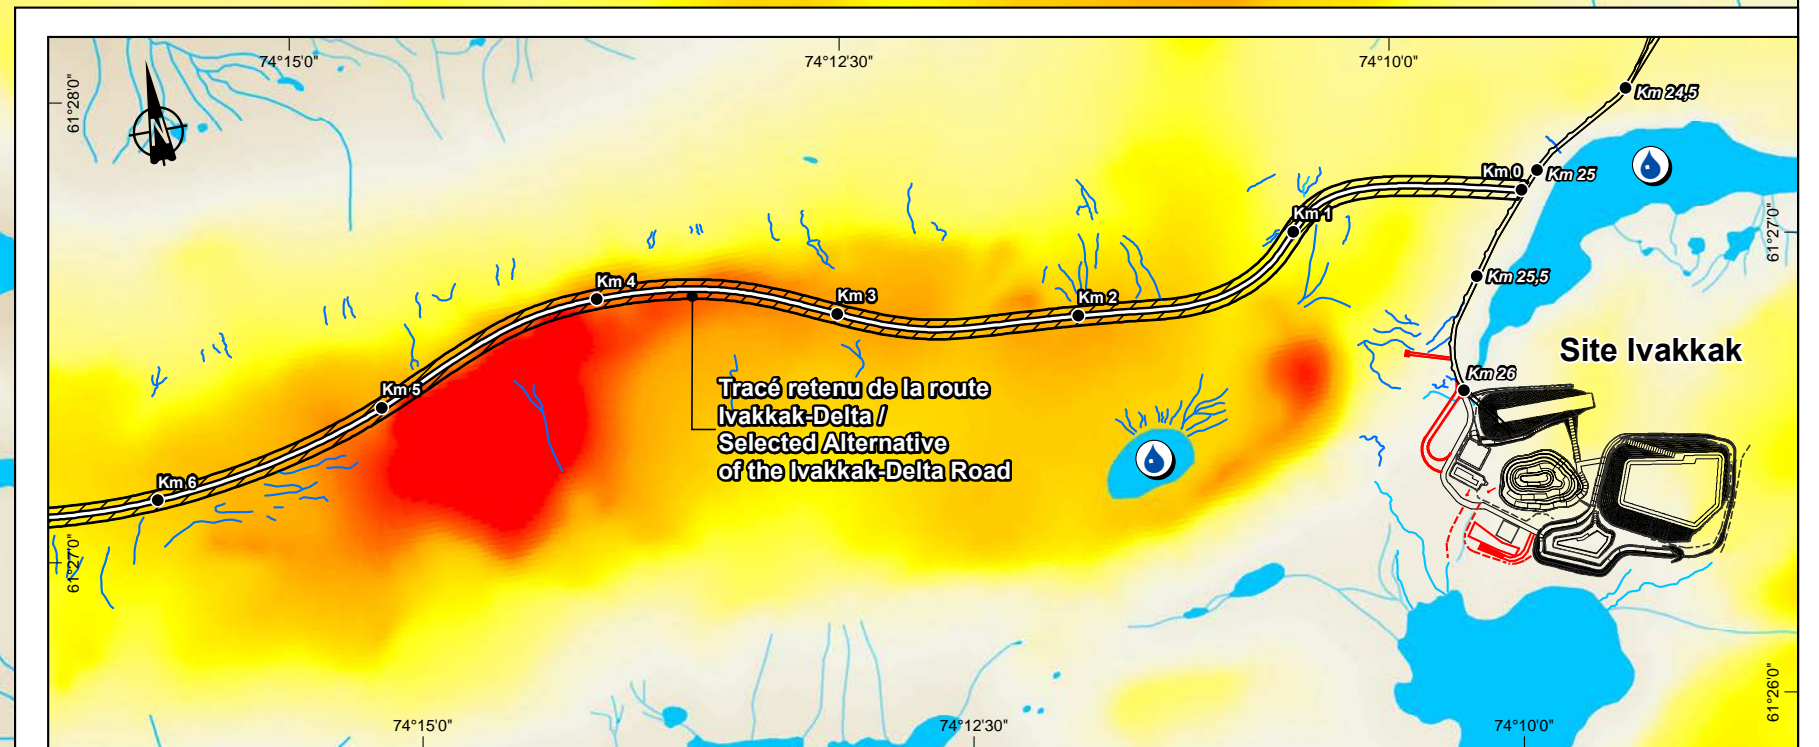 74°15'0"
74°12'30"
74°10'0"
61°28'0"
Km 24,5
Km 0
Km 25
Km 1
61°27'0"
Km 4
Km 3
Km 2
Km 25,5
Site Ivakkak
Km 5
Tracé retenu de la route
Ivakkak-Delta /
Selected Alternative
of the Ivakkak-Delta Road
Km 26
Km 6
61°27'0"
61°26'0"
74°15'0"
74°12'30"
74°10'0"